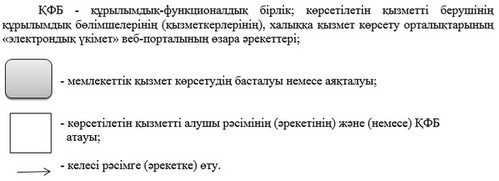 ҚФБ - құрылымдық-функционалдық бірлік; көрсетілетін қызметті берушінің
құрылымдық бөлімшелерінің (қызметкерлерінің), халыққа қызмет көрсету орталықтарының
«электрондық үкімет» веб-порталының өзара әрекеттері;
- мемлекеттік қызмет көрсетудің басталуы немесе аяқталуы;
- көрсетілетін қызметті алушы рәсімінің (әрекетінің) және (немесе) ҚФБ
атауы;
- келесі рәсімге (әрекетке) өту.